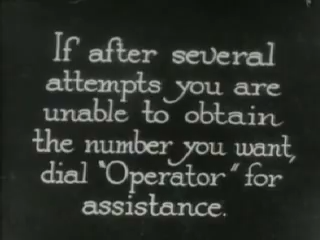 If after several
attempts you are
unable to obtain
the number you want,
dial "Operator" for
assistance.